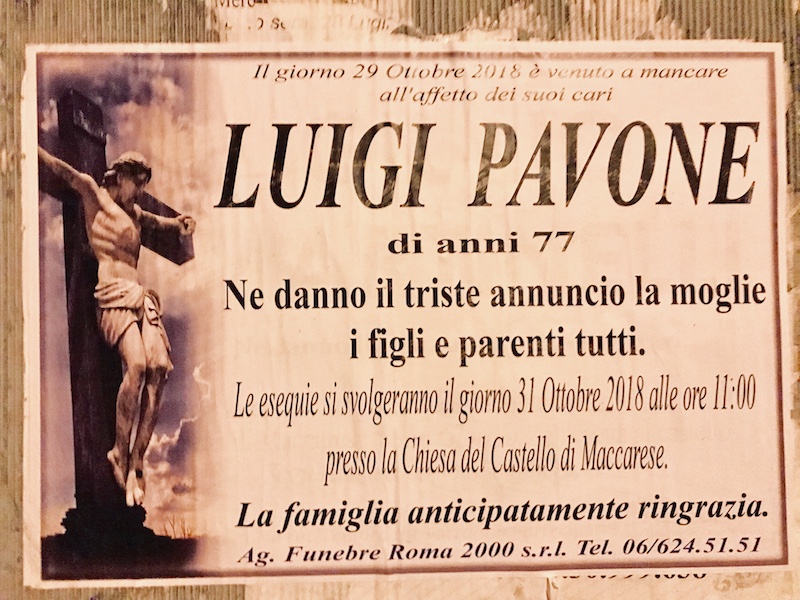 Il giorno 29 Ottobre 2018 è venuto a mancare
all'affetto dei suoi cari
LUIGI PAVONE
di anni 77
Ne danno il triste annuncio la moglie
i figli e parenti tutti.
Le esequie si svolgeranno il giorno 31 Ottobre 2018 alle ore 11:00
presso la Chiesa del Castello di Maccarese.
La famiglia anticipatamente ringrazia.
Ag. Funebre Roma 2000 s.r.l. Tel. 06/624.51.51